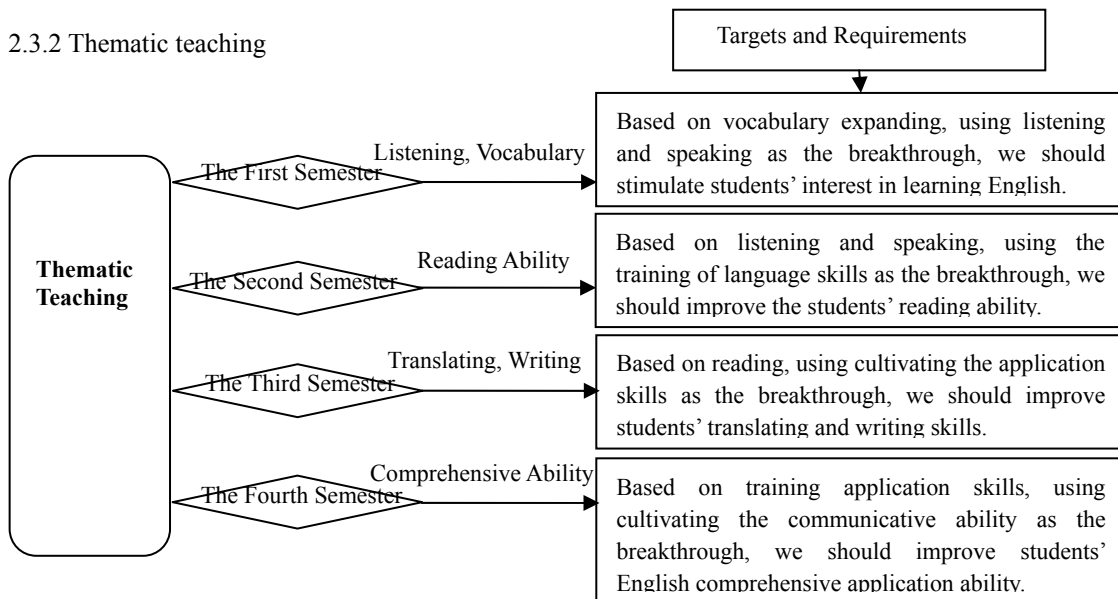 2.3.2 Thematic teaching
Targets and Requirements
Thematic
Teaching
The First Semester
Listening, Vocabulary
Based on vocabulary expanding, using listening
and speaking as the breakthrough, we should
stimulate students’ interest in learning English.
The Second Semester
Reading Ability
Based on listening and speaking, using the
training of language skills as the breakthrough, we
should improve the students’ reading ability.
The Third Semester
Translating, Writing
Based on reading, using cultivating the application
skills as the breakthrough, we should improve
students’ translating and writing skills.
The Fourth Semester
Comprehensive Ability
Based on training application skills, using
cultivating the communicative ability as the
breakthrough, we should improve students’
English comprehensive application ability.